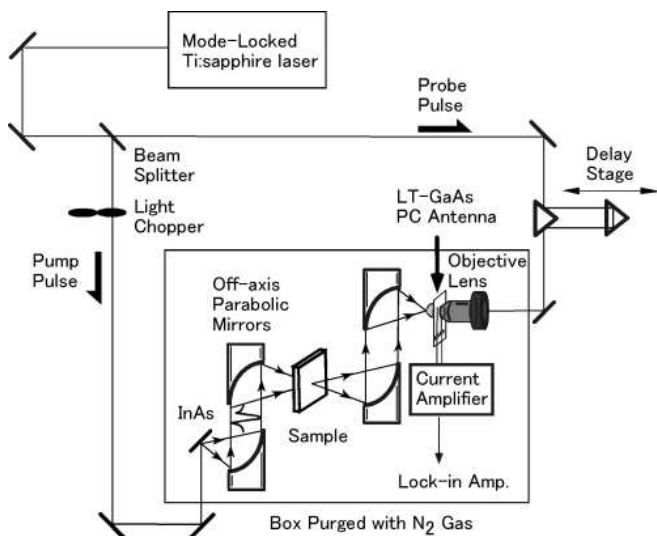 Mode-Locked
Ti:sapphire laser
Probe
Pulse
Beam
Splitter
Delay
Stage
Light
Chopper
LT-GaAs
PC Antenna
Pump
Pulse
Objective
Lens
Off-axis
Parabolic
Mirrors
Current
Amplifier
InAs
Sample
Lock-in Amp.
Box Purged with N₂ Gas